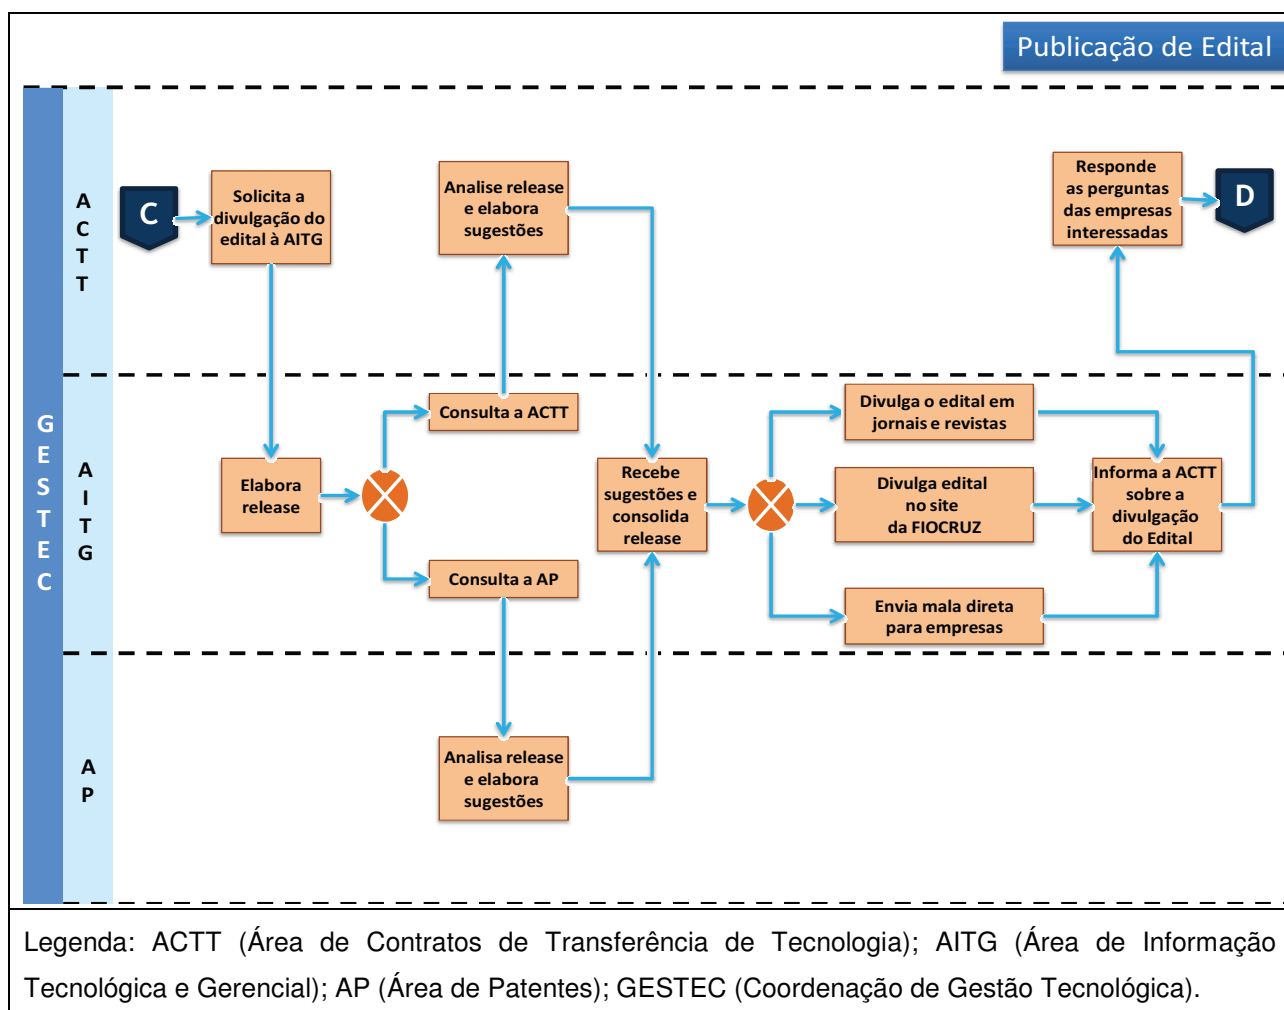 Publicação de Edital
GESTEC
ACTT
C
Solicita a
divulgação do
edital à AITG
Analise release
e elabora
sugestões
Responde
as perguntas
das empresas
interessadas
D
AITG
Elabora
release
Consulta a ACTT
Consulta a AP
Recebe
sugestões e
consolida
release
Divulga o edital em
jornais e revistas
Divulga edital
no site
da FIOCRUZ
Envia mala direta
para empresas
Informa a ACTT
sobre a
divulgação
do Edital
AP
Analisa release
e elabora
sugestões
Legenda: ACTT (Área de Contratos de Transferência de Tecnologia); AITG (Área de Informação
Tecnológica e Gerencial); AP (Área de Patentes); GESTEC (Coordenação de Gestão Tecnológica).